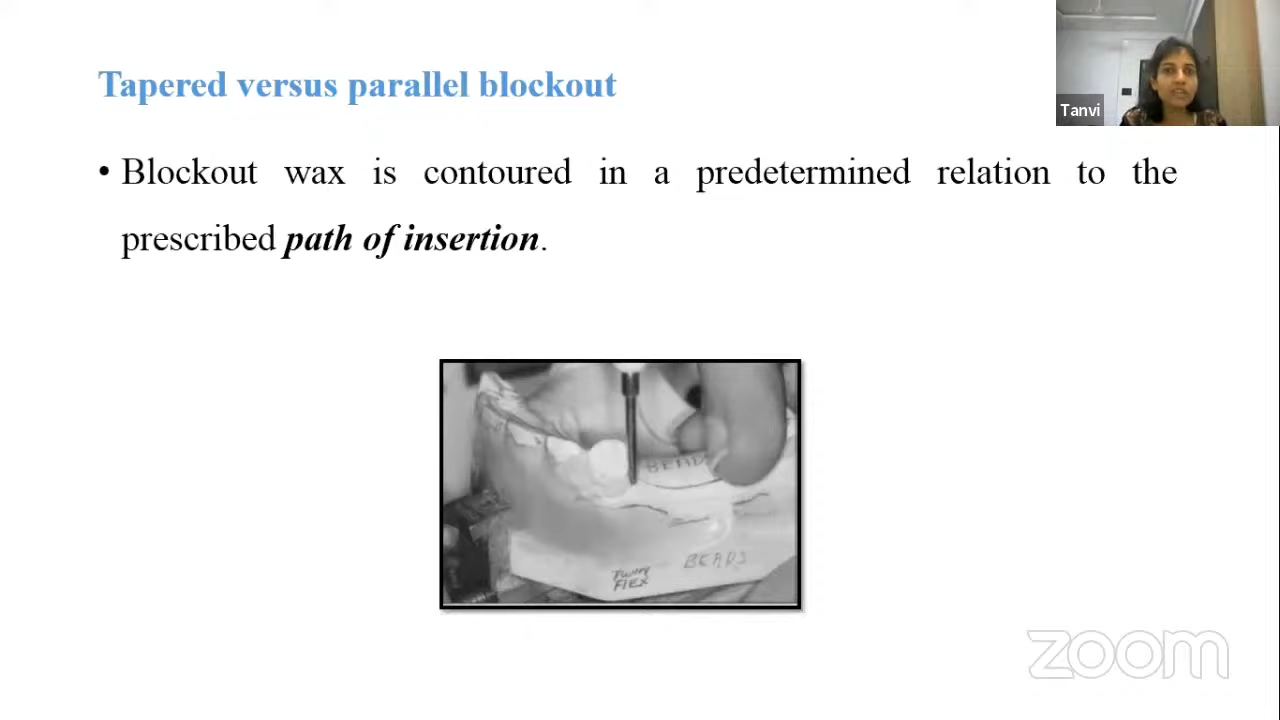 Tapered versus parallel blockout
Tanvi
• Blockout wax is contoured in a predetermined relation to the
prescribed path of insertion.
BEADS
FLEX
zoom